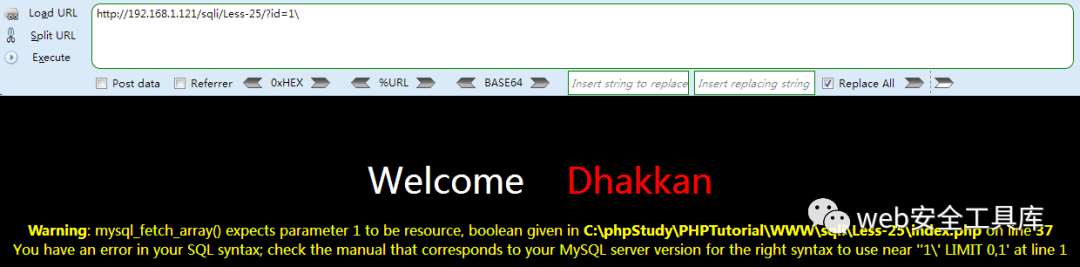 Load URL
http://192.168.1.121/sqli/Less-25/?id=1\
Split URL
Execute
Post data Referrer 0xHEX %URL BASE64 Insert string to replace Insert replacing string Replace All
Welcome Dhakkan
Warning: mysql_fetch_array() expects parameter 1 to be resource, boolean given in C:\phpStudy\PHPTutorial\WWW\sqli\Less-25\index.php on line 37
You have an error in your SQL syntax; check the manual that corresponds to your MySQL server version for the right syntax to use near ''1\' LIMIT 0,1' at line 1
web安全工具库